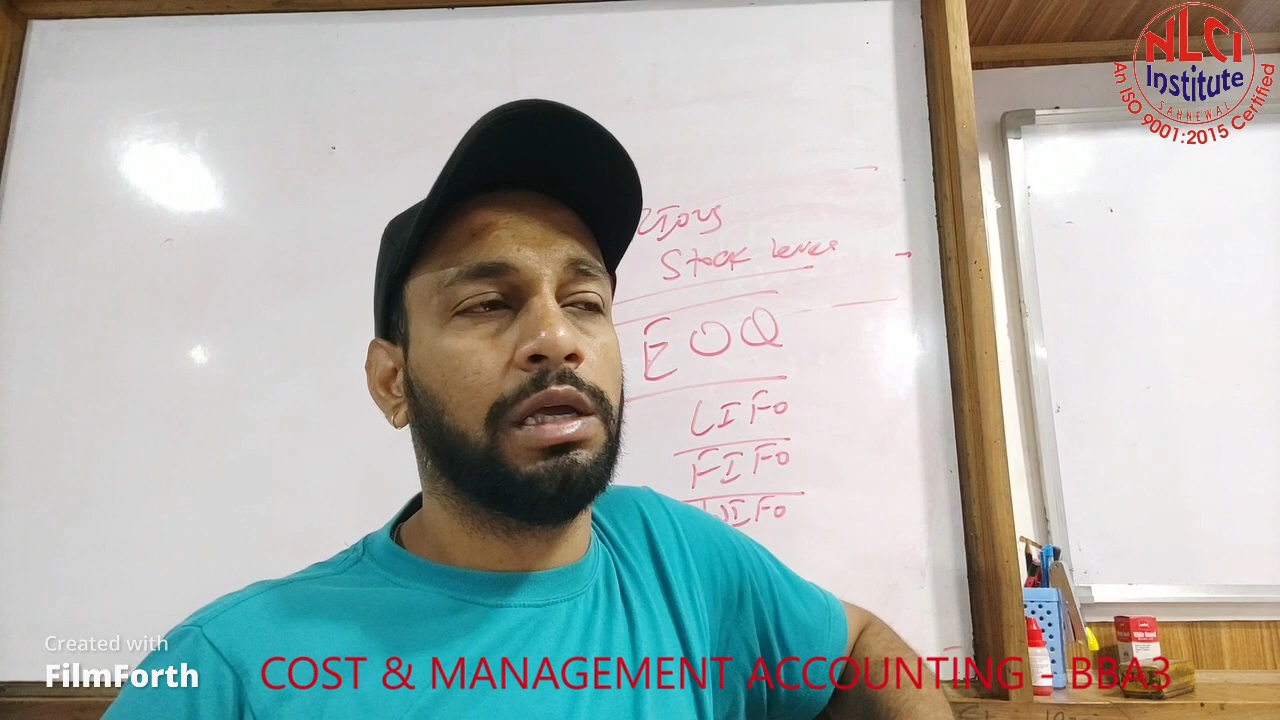 NLCI
Institute
SAHNEWAL
An ISO 9001:2015 Certified
Stock level
EOQ
LIFO
FIFO
Created with
FilmForth
COST & MANAGEMENT ACCOUNTING - BBA3